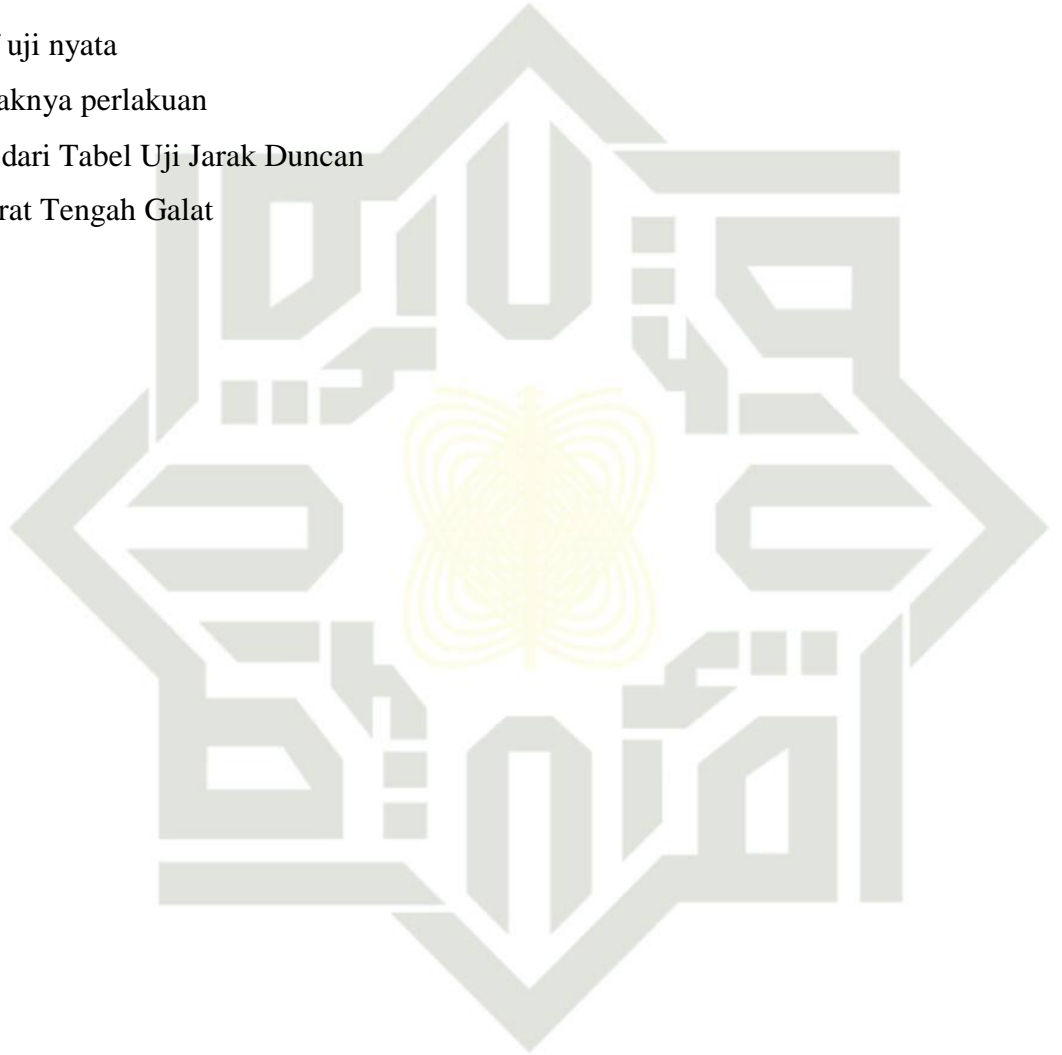 uji nyata
aknya perlakuan
dari Tabel Uji Jarak Duncan
rat Tengah Galat